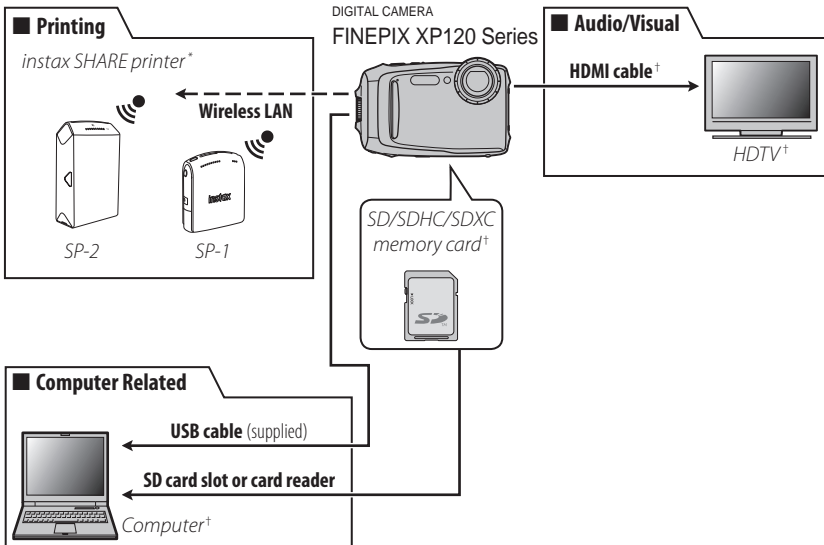 ■ Printing
instax SHARE printer*
Wireless LAN
instax
SP-2
SP-1
DIGITAL CAMERA
FINEPIX XP120 Series
■ Audio/Visual
HDMI cable†
HDTV†
SD/SDHC/SDXC
memory card†
SD
■ Computer Related
USB cable (supplied)
SD card slot or card reader
Computer†